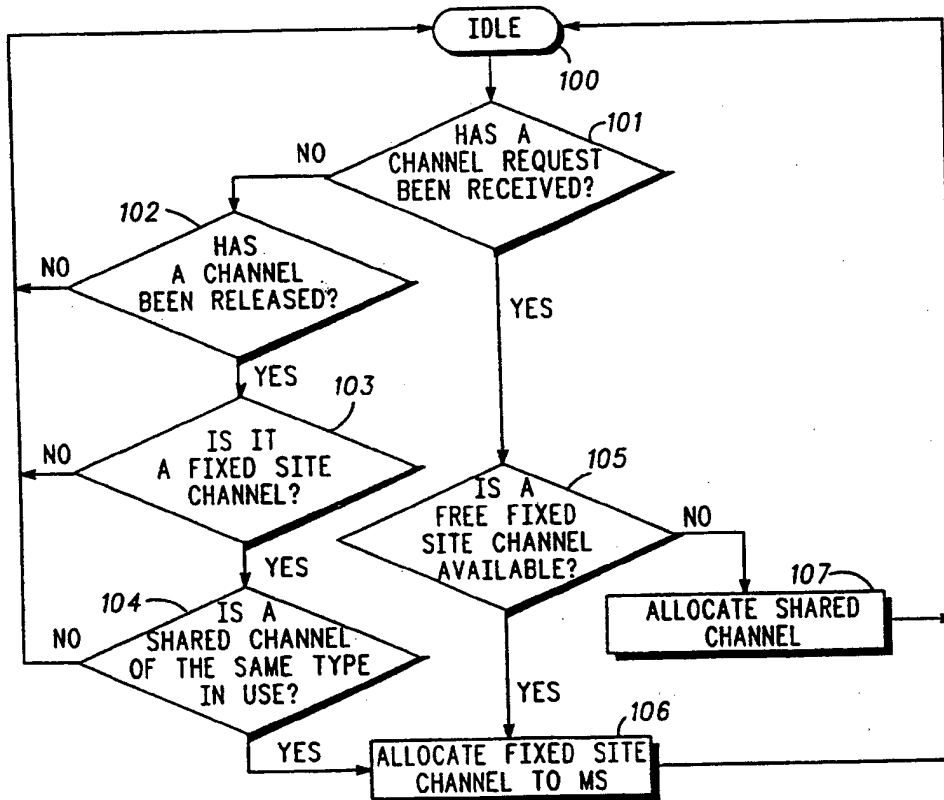 IDLE
100
HAS A
CHANNEL REQUEST
BEEN RECEIVED?
101
NO
102
HAS
A CHANNEL
BEEN RELEASED?
NO
YES
YES
103
IS IT
A FIXED SITE
CHANNEL?
NO
YES
105
IS A
FREE FIXED
SITE CHANNEL
AVAILABLE?
NO
104
IS A
SHARED CHANNEL
OF THE SAME TYPE
IN USE?
NO
107
ALLOCATE SHARED
CHANNEL
YES
YES
106
ALLOCATE FIXED SITE
CHANNEL TO MS